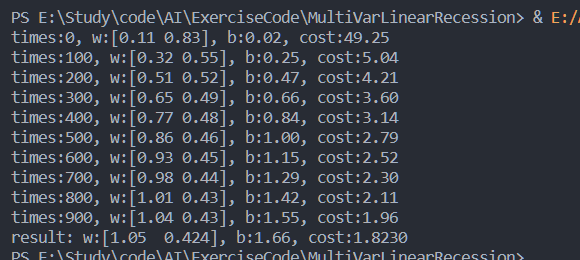 PS E:\Study\code\AI\ExerciseCode\MultiVarLinearRecession> & E:/
times:0, w:[0.11 0.83], b:0.02, cost:49.25
times:100, w:[0.32 0.55], b:0.25, cost:5.04
times:200, w:[0.51 0.52], b:0.47, cost:4.21
times:300, w:[0.65 0.49], b:0.66, cost:3.60
times:400, w:[0.77 0.48], b:0.84, cost:3.14
times:500, w:[0.86 0.46], b:1.00, cost:2.79
times:600, w:[0.93 0.45], b:1.15, cost:2.52
times:700, w:[0.98 0.44], b:1.29, cost:2.30
times:800, w:[1.01 0.43], b:1.42, cost:2.11
times:900, w:[1.04 0.43], b:1.55, cost:1.96
result: w:[1.05  0.424], b:1.66, cost:1.8230
PS E:\Study\code\AI\ExerciseCode\MultiVarLinearRecession>